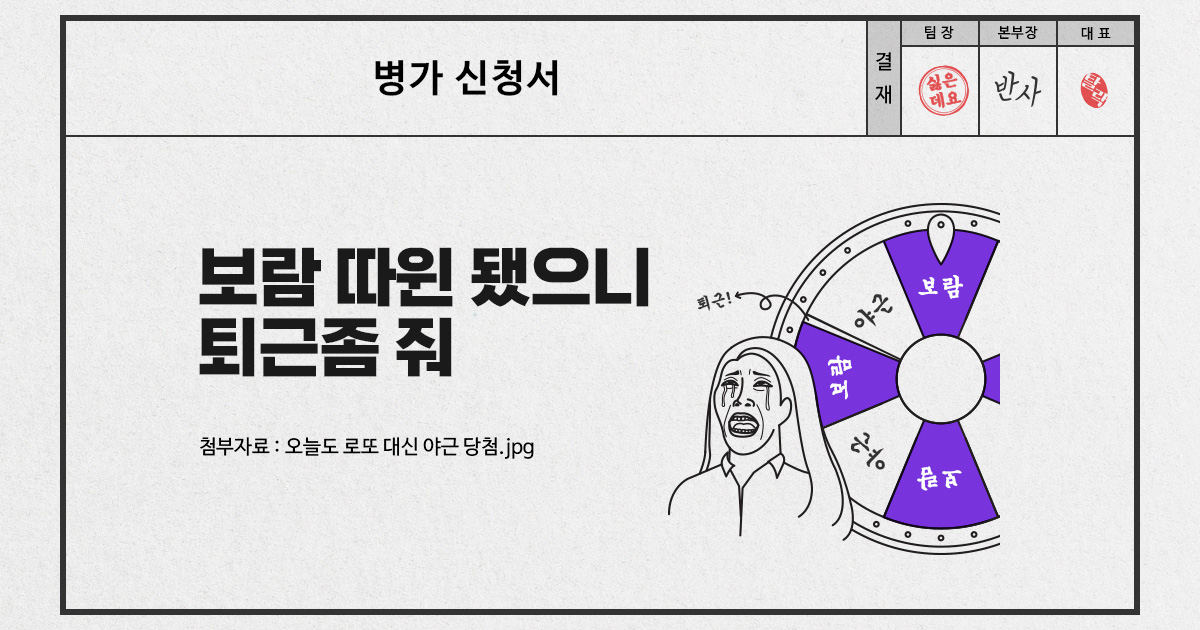 병가 신청서
결재
팀 장
본부장
대 표
싫은데요
반사
보람 따윈 됐으니
퇴근좀 줘
첨부자료 : 오늘도 로또 대신 야근 당첨.jpg
퇴근!
보람
야근
보람
야근
보람